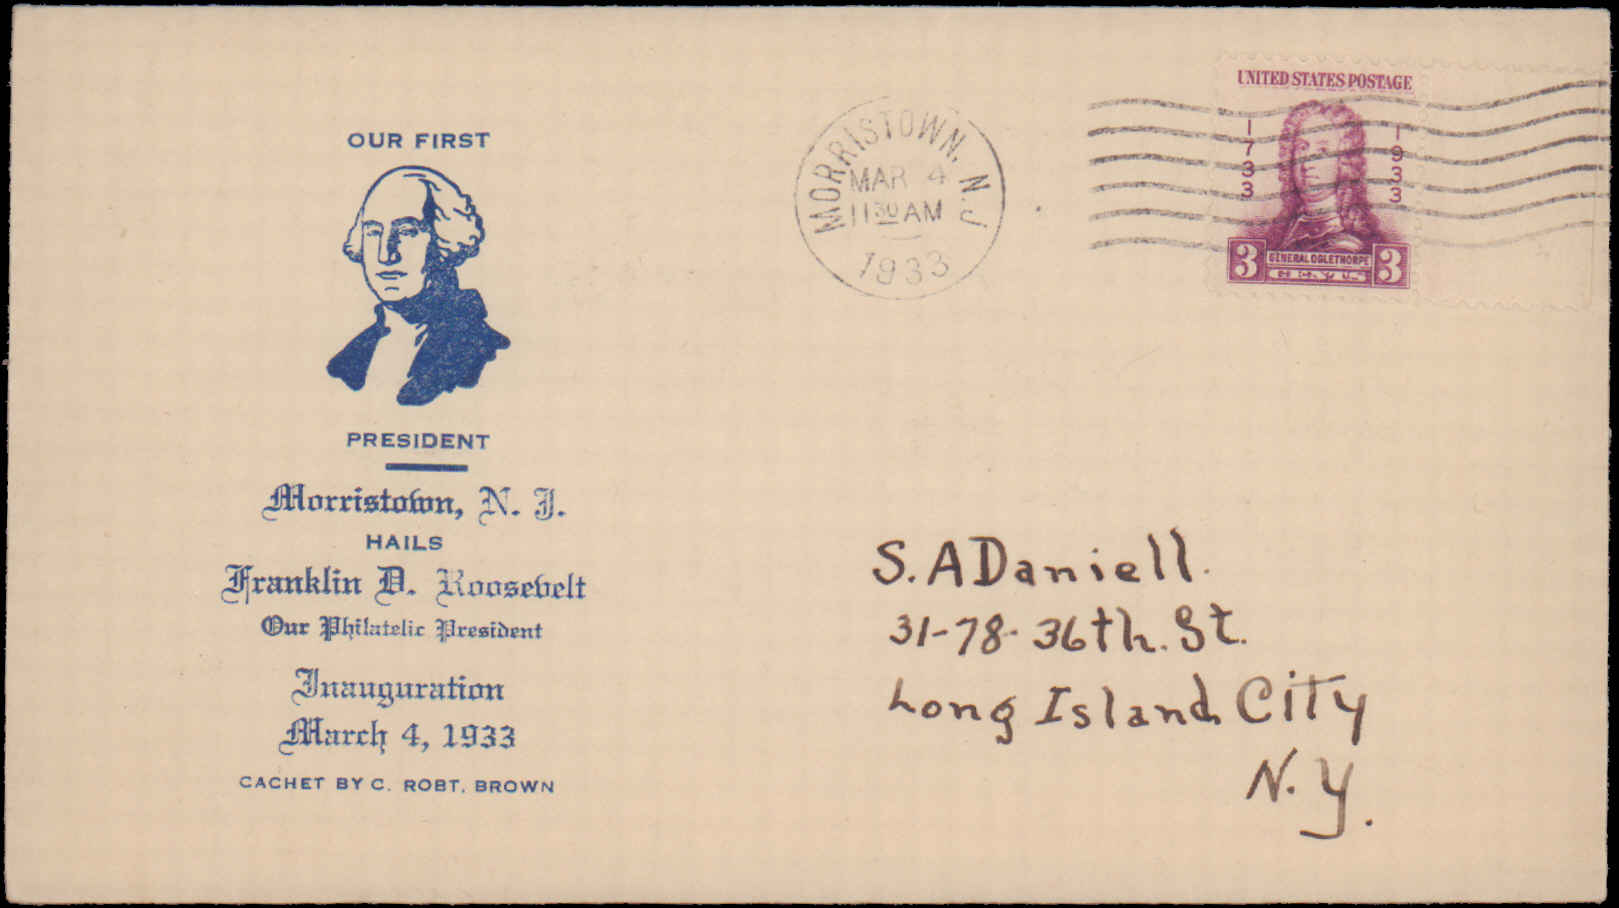 OUR FIRST
PRESIDENT
Morristown, N. J.
HAILS
Franklin D. Roosevelt
Our Philatelic President
Inauguration
March 4, 1933
CACHET BY C. ROBT. BROWN
MORRISTOWN, N.J.
MAR 4
11 30 AM
1933
UNITED STATES POSTAGE
1733
1933
3 GENERAL OGLETHORPE 3
CENTS
S. A Daniell.
31-78-36th. St.
Long Island City
N. Y.